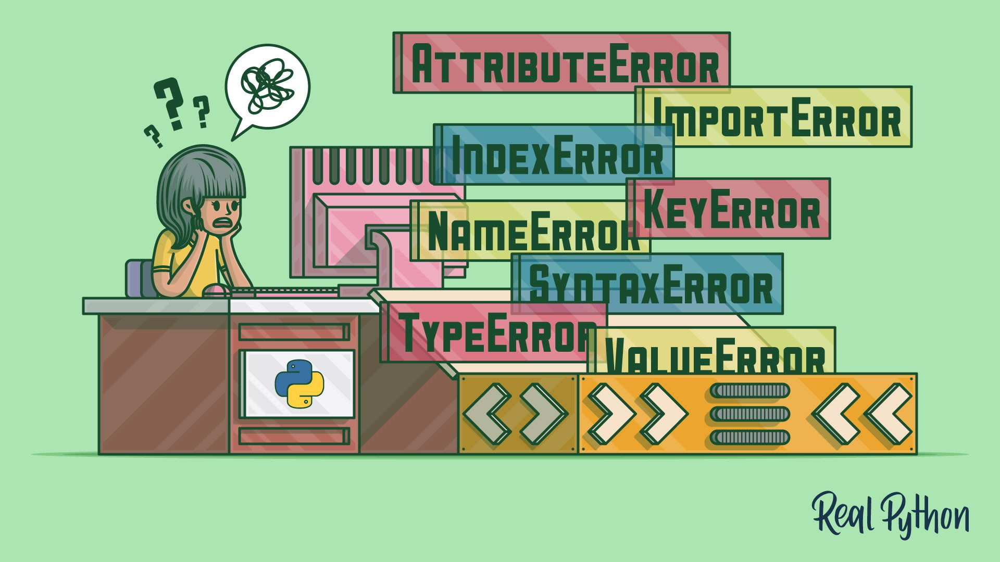 ? ? ?
AttributeError
ImportError
IndexError
KeyError
NameError
SyntaxError
TypeError
ValueError
Real Python